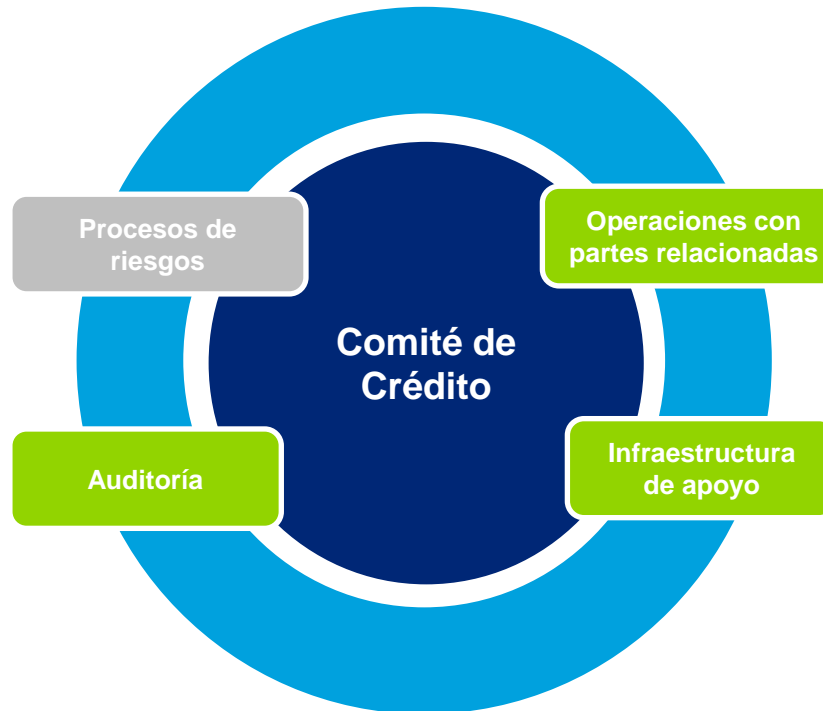 Procesos de
riesgos
Operaciones con
partes relacionadas
Comité de
Crédito
Auditoría
Infraestructura
de apoyo